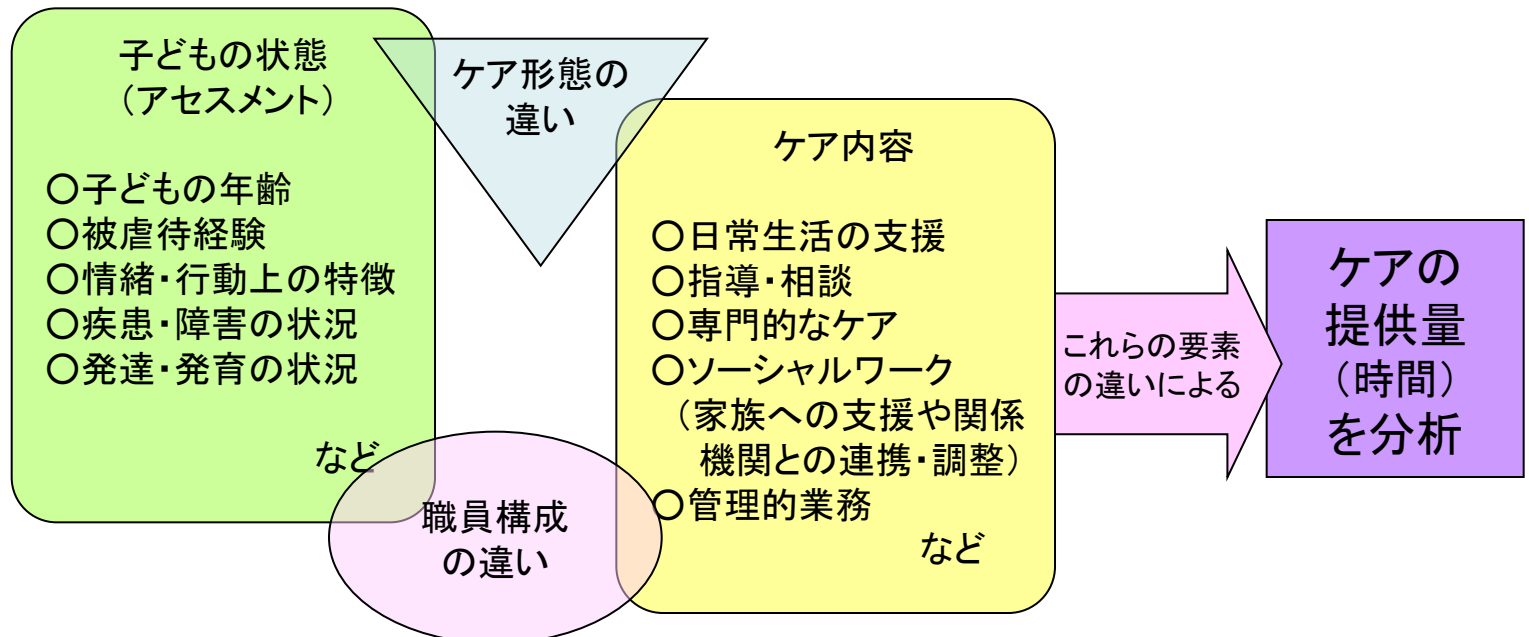 子どもの状態
（アセスメント）
○子どもの年齢
○被虐待経験
○情緒・行動上の特徴
○疾患・障害の状況
○発達・発育の状況
など
ケア形態の
違い
職員構成
の違い
ケア内容
○日常生活の支援
○指導・相談
○専門的なケア
○ソーシャルワーク
（家族への支援や関係
機関との連携・調整）
○管理的業務
など
これらの要素
の違いによる
ケアの
提供量
（時間）
を分析